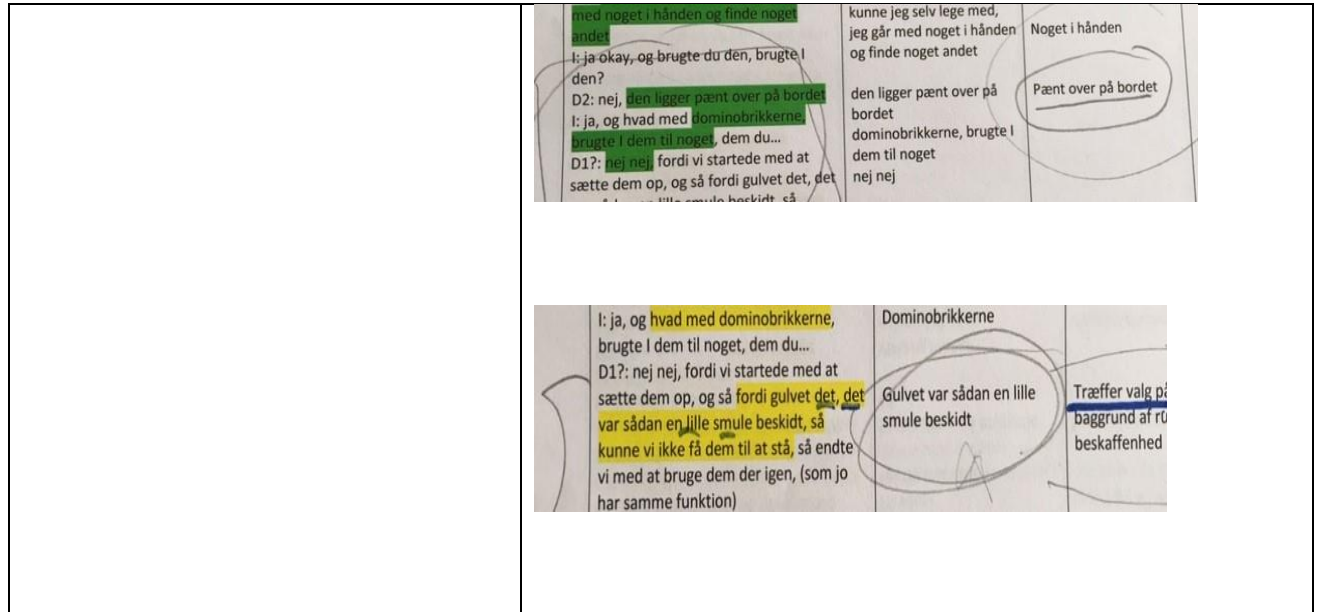 med noget i hånden og finde noget
andet
I: ja okay, og brugte du den, brugte I
den?
D2: nej, den ligger pænt over på bordet
I: ja, og hvad med dominobrikkerne,
brugte I dem til noget, dem du...
D1?: nej nej, fordi vi startede med at
sætte dem op, og så fordi gulvet det, det
lille smule beskidt, så
kunne jeg selv lege med,
jeg går med noget i hånden
og finde noget andet
den ligger pænt over på
bordet
dominobrikkerne, brugte I
dem til noget
nej nej
Noget i hånden
Pænt over på bordet
I: ja, og hvad med dominobrikkerne,
brugte I dem til noget, dem du...
D1?: nej nej, fordi vi startede med at
sætte dem op, og så fordi gulvet det, det
var sådan en lille smule beskidt, så
kunne vi ikke få dem til at stå, så endte
vi med at bruge dem der igen, (som jo
har samme funktion)
Dominobrikkerne
Gulvet var sådan en lille
smule beskidt
Træffer valg på
baggrund af
beskaffenhed